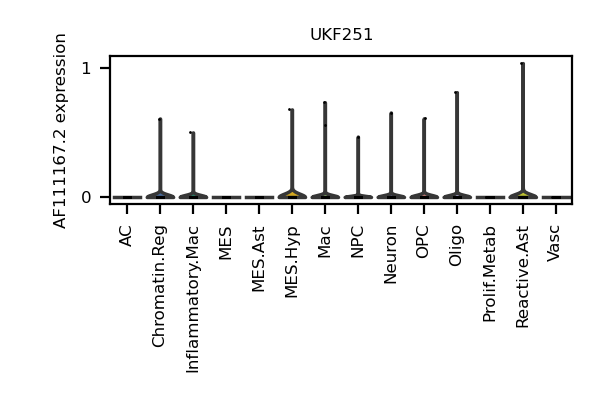 UKF251
AF111167.2 expression
1
0
AC
Chromatin.Reg
Inflammatory.Mac
MES
MES.Ast
MES.Hyp
Mac
NPC
Neuron
OPC
Oligo
Prolif.Metab
Reactive.Ast
Vasc